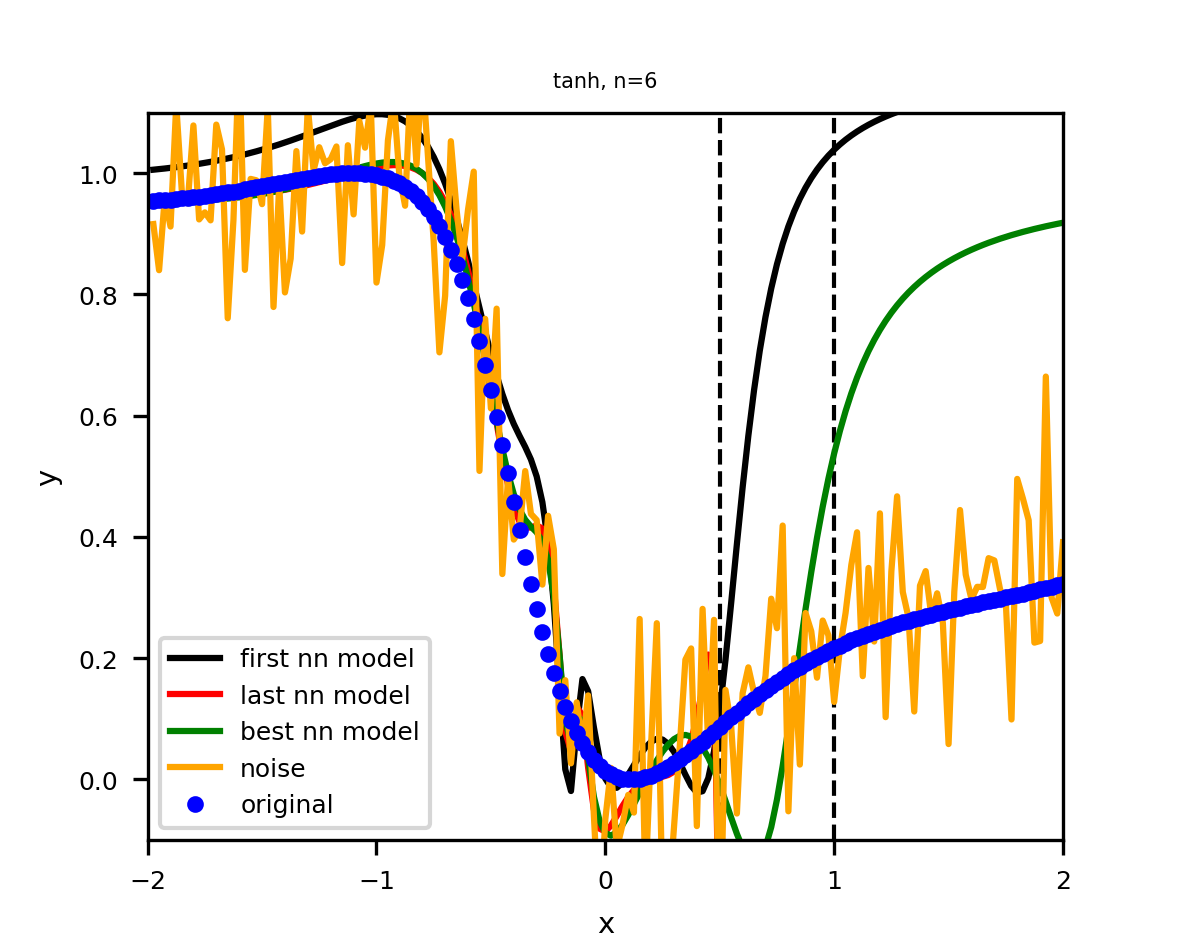 tanh, n=6
1.0
0.8
0.6
0.4
0.2
0.0
y
first nn model
last nn model
best nn model
noise
original
−2
−1
0
1
2
x